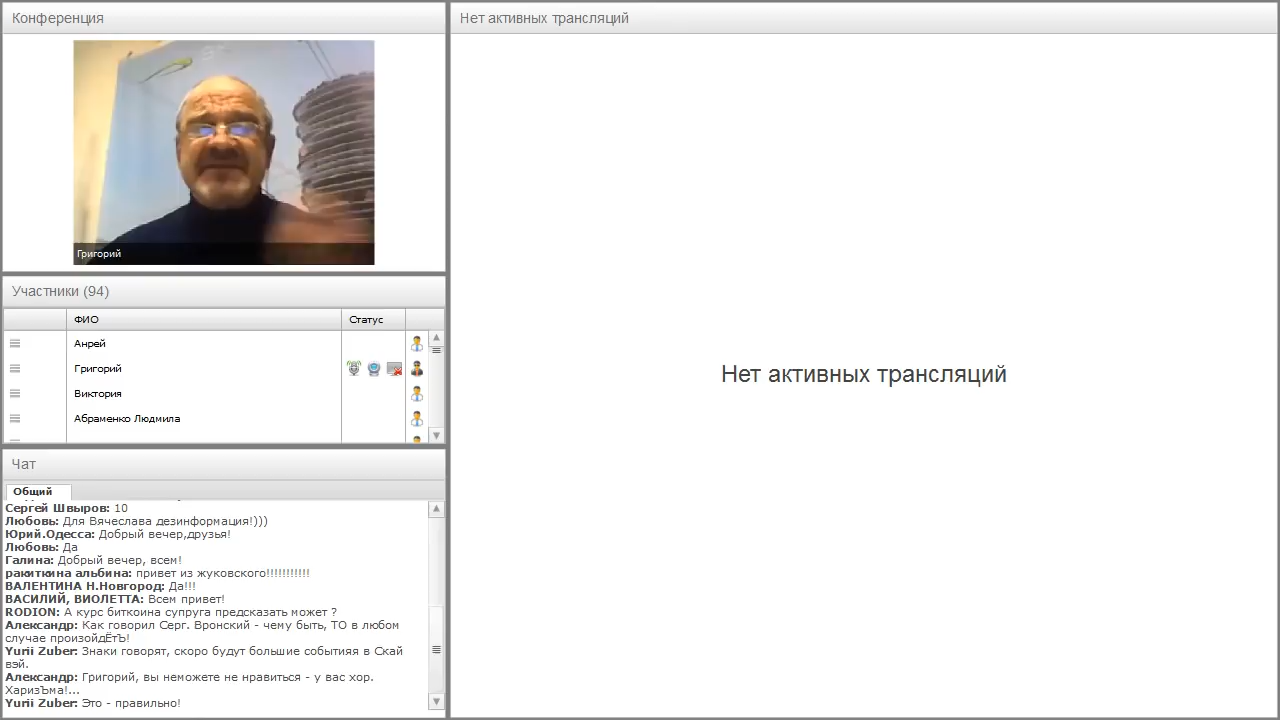 Конференция
Григорий
Участники (94)
ФИО
Статус
Анрей
Григорий
Виктория
Абраменко Людмила
Чат
Общий
Сергей Швыров: 10
Любовь: Для Вячеслава дезинформация!)))
Юрий.Одесса: Добрый вечер,друзья!
Любовь: Да
Галина: Добрый вечер, всем!
ракиткина альбина: привет из жуковского!!!!!!!!!!!
ВАЛЕНТИНА Н.Новгород: Да!!!
ВАСИЛИЙ, ВИОЛЕТТА: Всем привет!
RODION: А курс биткоина супруга предсказать может ?
Александр: Как говорил Серг. Вронский - чему быть, ТО в любом
случае произойдЁтЪ!
Yurii Zuber: Знаки говорят, скоро будут большие событияя в Скай
вэй.
Александр: Григорий, вы неможете не нравиться - у вас хор.
ХаризЪма!...
Yurii Zuber: Это - правильно!
Нет активных трансляций
Нет активных трансляций